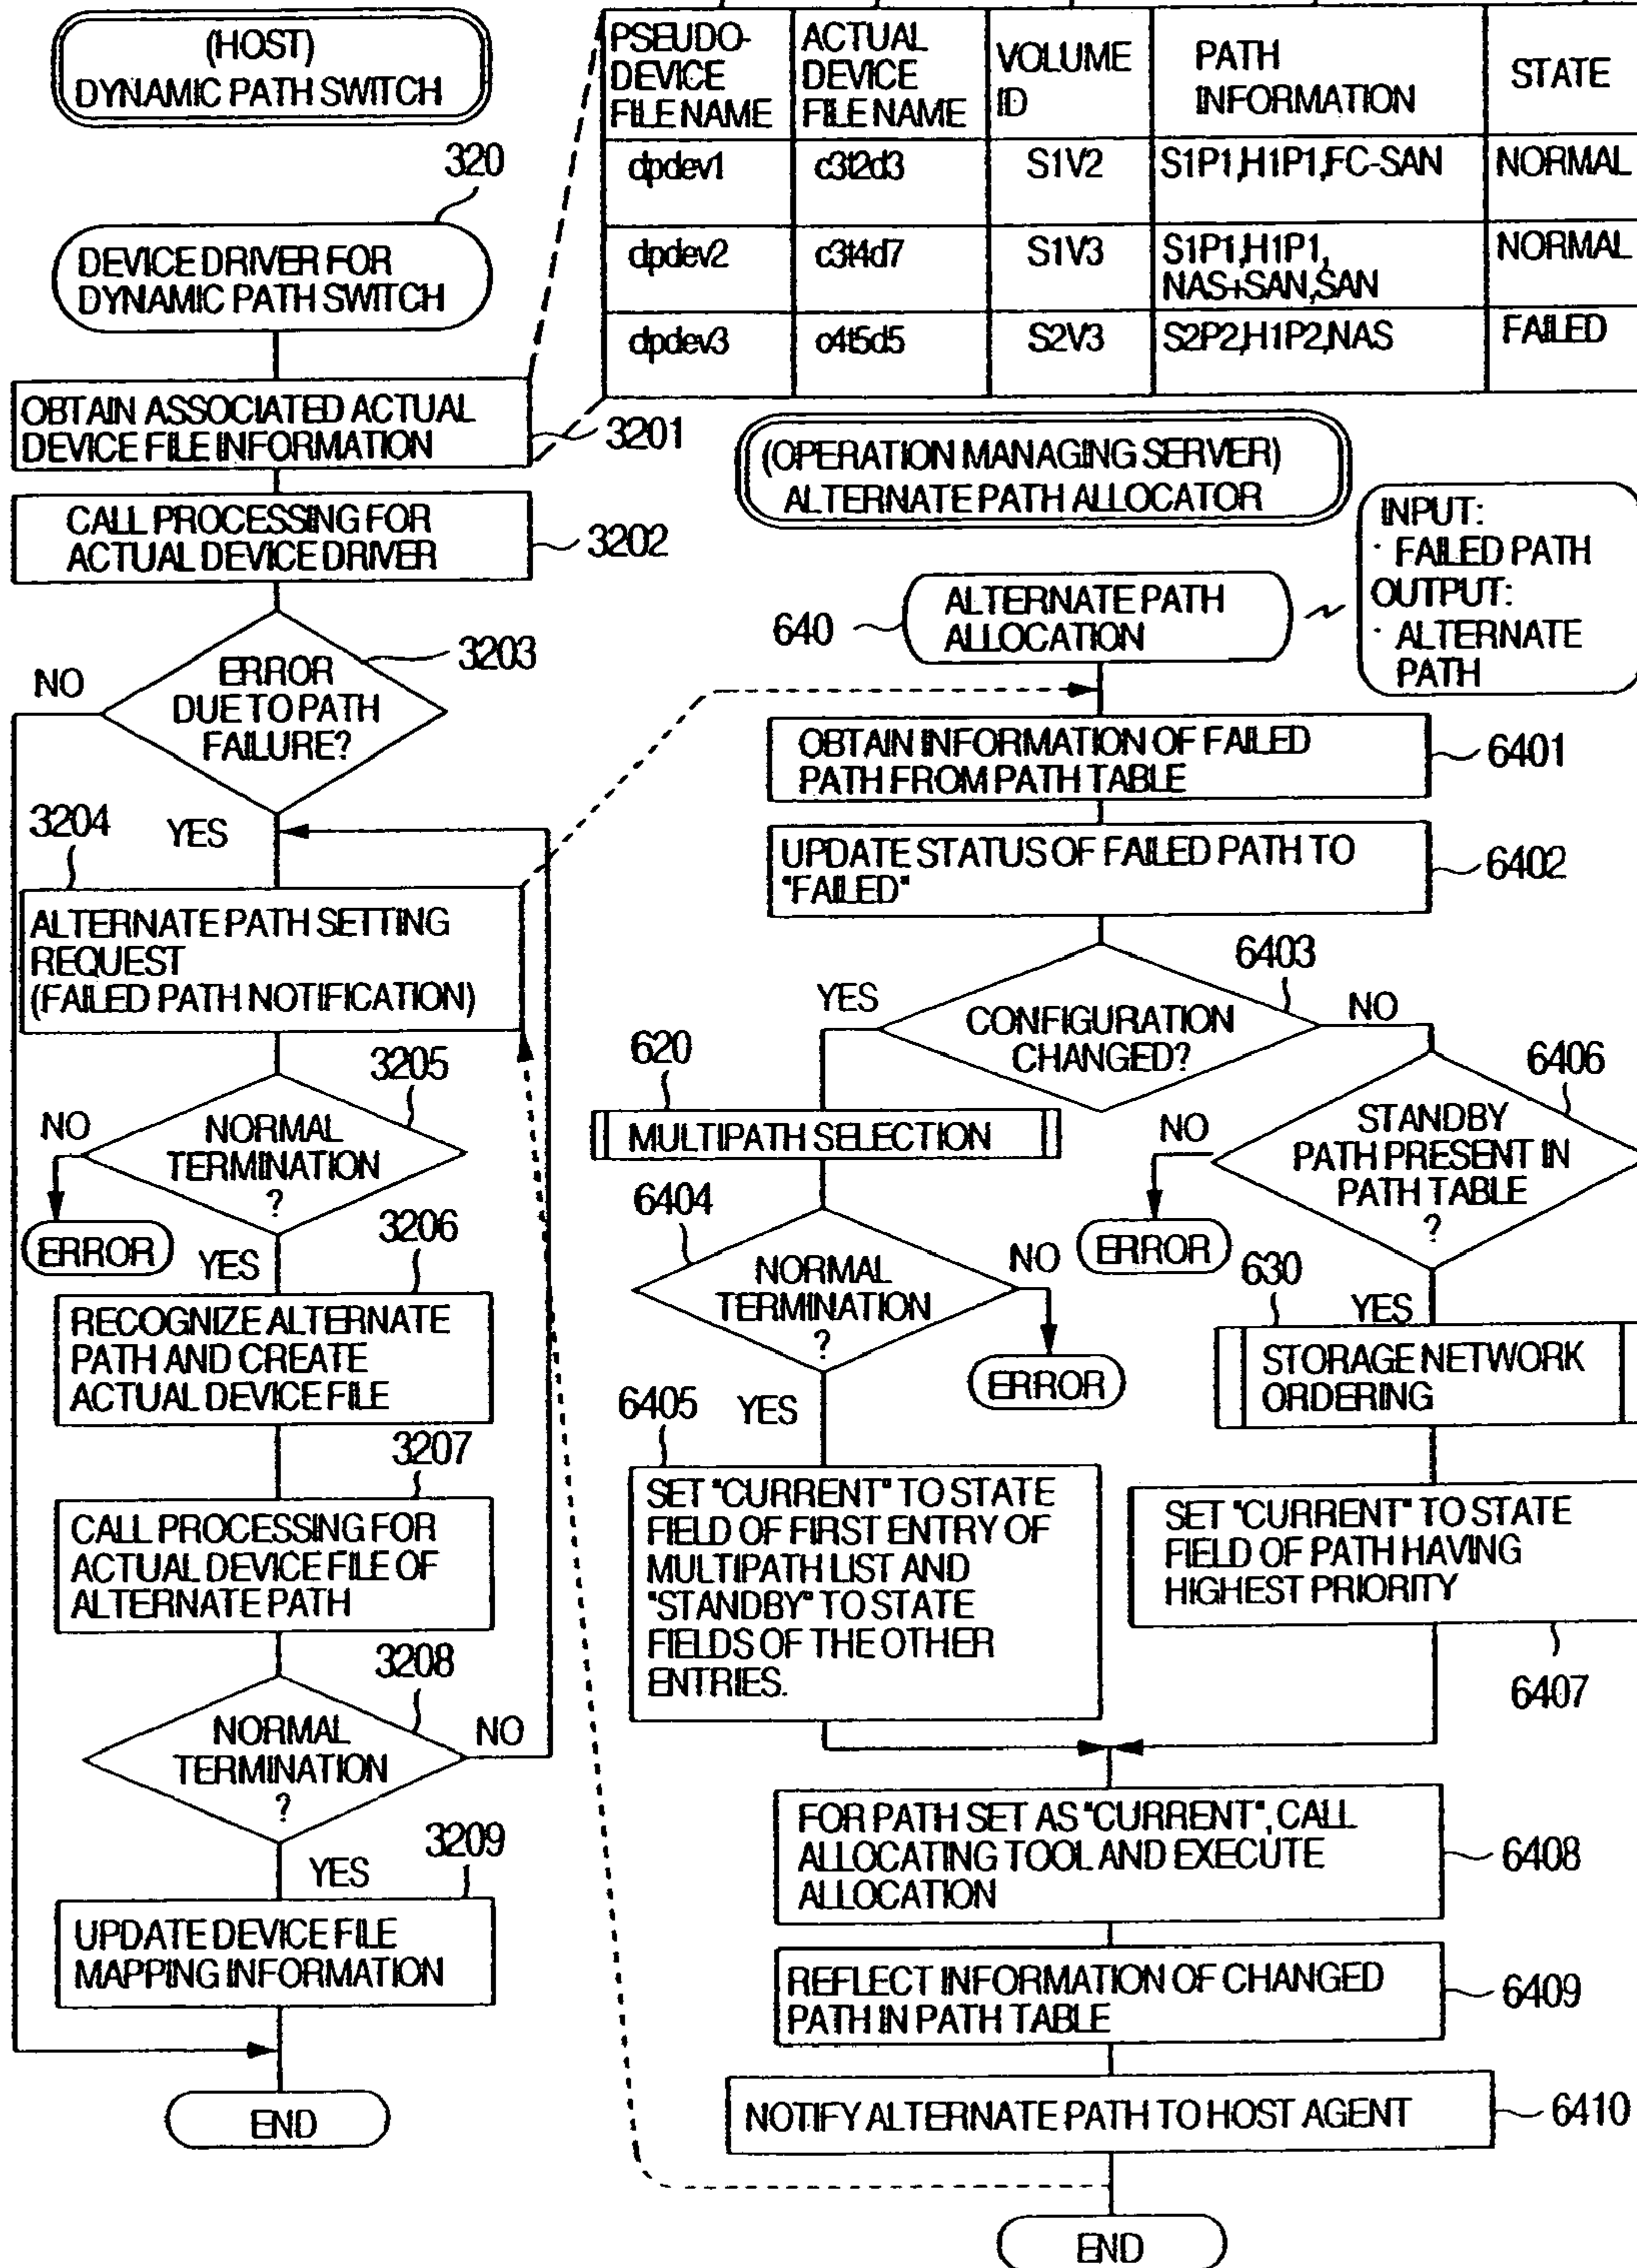 (HOST)
DYNAMIC PATH SWITCH
320
DEVICE DRIVER FOR
DYNAMIC PATH SWITCH
OBTAIN ASSOCIATED ACTUAL
DEVICE FILE INFORMATION
3201
CALL PROCESSING FOR
ACTUAL DEVICE DRIVER
3202
ERROR
DUE TO PATH
FAILURE?
3203
NO
YES
3204
ALTERNATE PATH SETTING
REQUEST
(FAILED PATH NOTIFICATION)
3205
NORMAL
TERMINATION
?
NO
ERROR
YES
3206
RECOGNIZE ALTERNATE
PATH AND CREATE
ACTUAL DEVICE FILE
3207
CALL PROCESSING FOR
ACTUAL DEVICE FILE OF
ALTERNATE PATH
3208
NORMAL
TERMINATION
?
NO
YES
3209
UPDATE DEVICE FILE
MAPPING INFORMATION
END
PSEUDO-
DEVICE
FILE NAME
ACTUAL
DEVICE
FILE NAME
VOLUME
ID
PATH
INFORMATION
STATE
dpdev1
c3t2d3
S1V2
S1P1,H1P1,FC-SAN
NORMAL
dpdev2
c3t4d7
S1V3
S1P1,H1P1,
NAS+SAN,SAN
NORMAL
dpdev3
c4t5d5
S2V3
S2P2,H1P2,NAS
FAILED
(OPERATION MANAGING SERVER)
ALTERNATE PATH ALLOCATOR
640
ALTERNATE PATH
ALLOCATION
INPUT:
· FAILED PATH
OUTPUT:
· ALTERNATE
PATH
OBTAIN INFORMATION OF FAILED
PATH FROM PATH TABLE
6401
UPDATE STATUS OF FAILED PATH TO
"FAILED"
6402
6403
CONFIGURATION
CHANGED?
YES
NO
620
MULTIPATH SELECTION
6404
NORMAL
TERMINATION
?
NO
ERROR
YES
6405
SET "CURRENT" TO STATE
FIELD OF FIRST ENTRY OF
MULTIPATH LIST AND
"STANDBY" TO STATE
FIELDS OF THE OTHER
ENTRIES.
6406
STANDBY
PATH PRESENT IN
PATH TABLE
?
NO
ERROR
YES
630
STORAGE NETWORK
ORDERING
SET "CURRENT" TO STATE
FIELD OF PATH HAVING
HIGHEST PRIORITY
6407
FOR PATH SET AS "CURRENT", CALL
ALLOCATING TOOL AND EXECUTE
ALLOCATION
6408
REFLECT INFORMATION OF CHANGED
PATH IN PATH TABLE
6409
NOTIFY ALTERNATE PATH TO HOST AGENT
6410
END